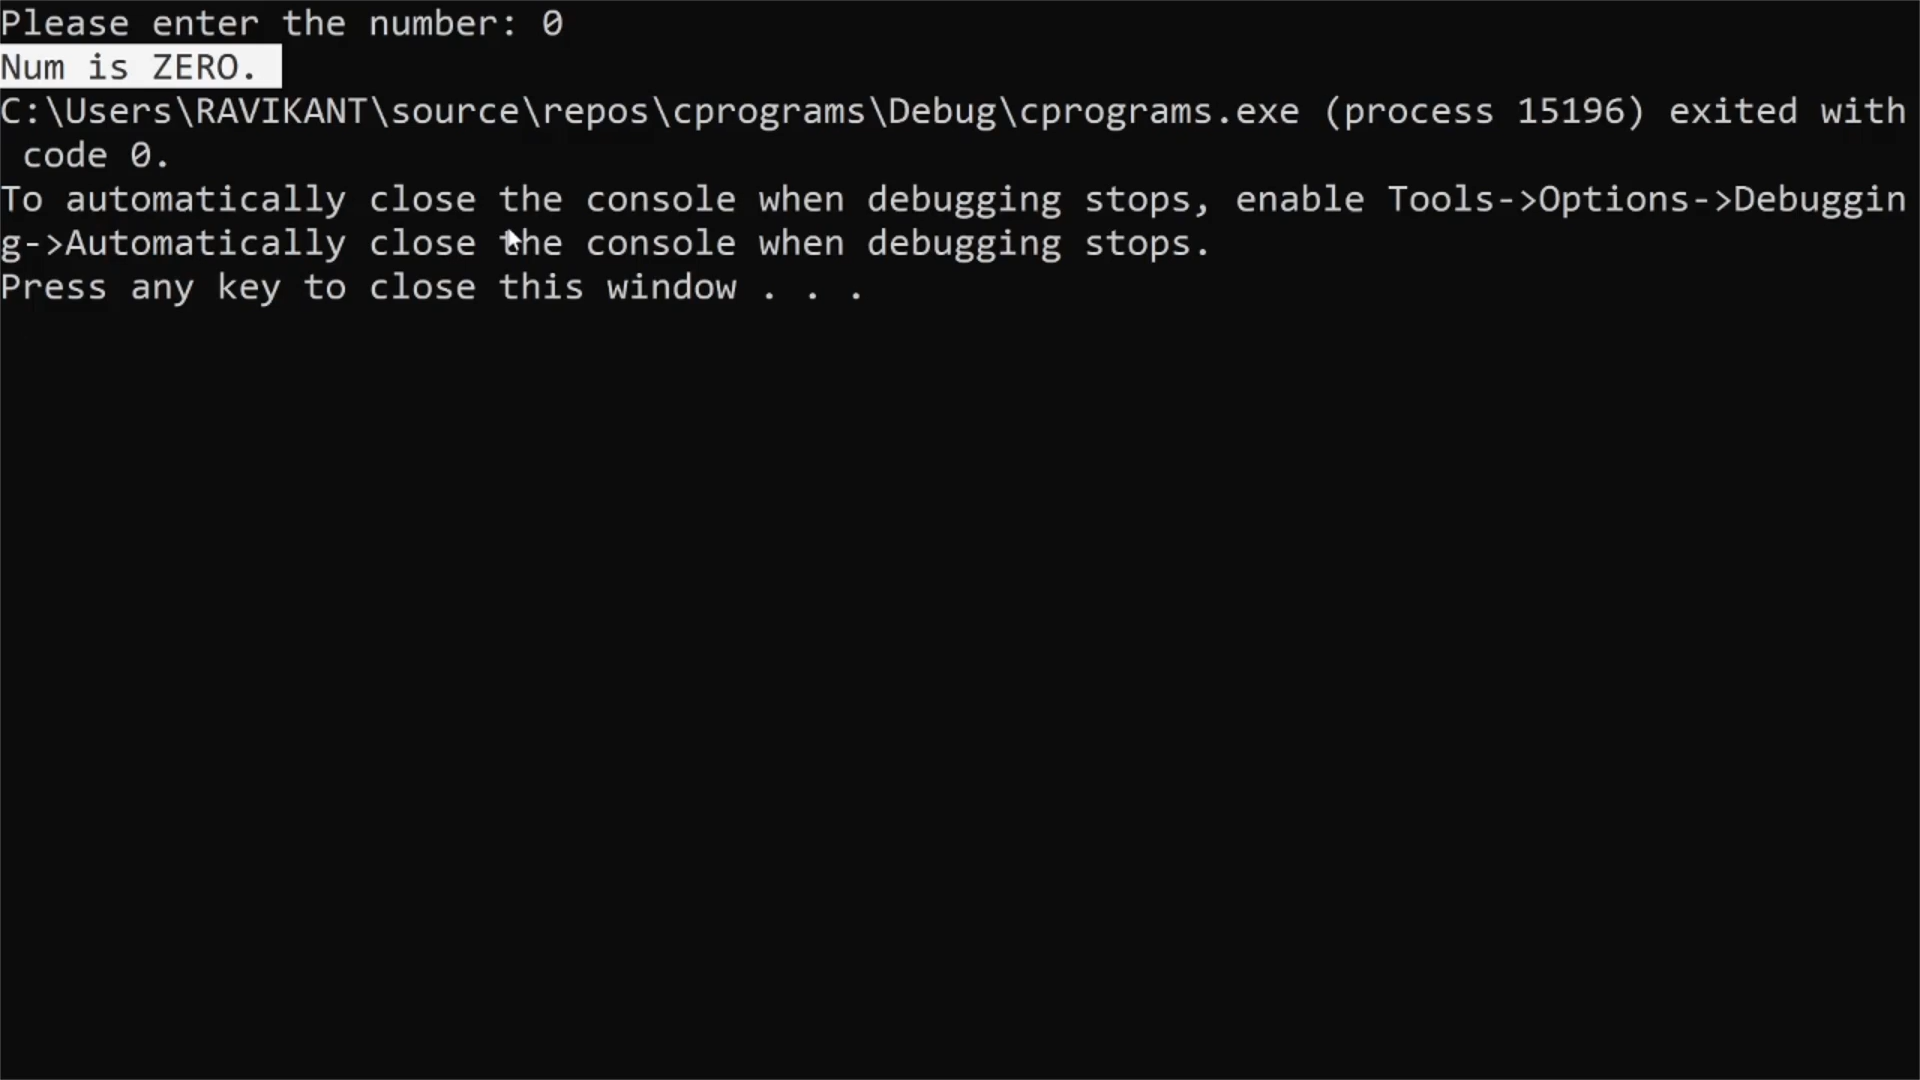 Please enter the number: 0
Num is ZERO.
C:\Users\RAVIKANT\source\repos\cprograms\Debug\cprograms.exe (process 15196) exited with
 code 0.
To automatically close the console when debugging stops, enable Tools->Options->Debuggin
g->Automatically close the console when debugging stops.
Press any key to close this window . . .